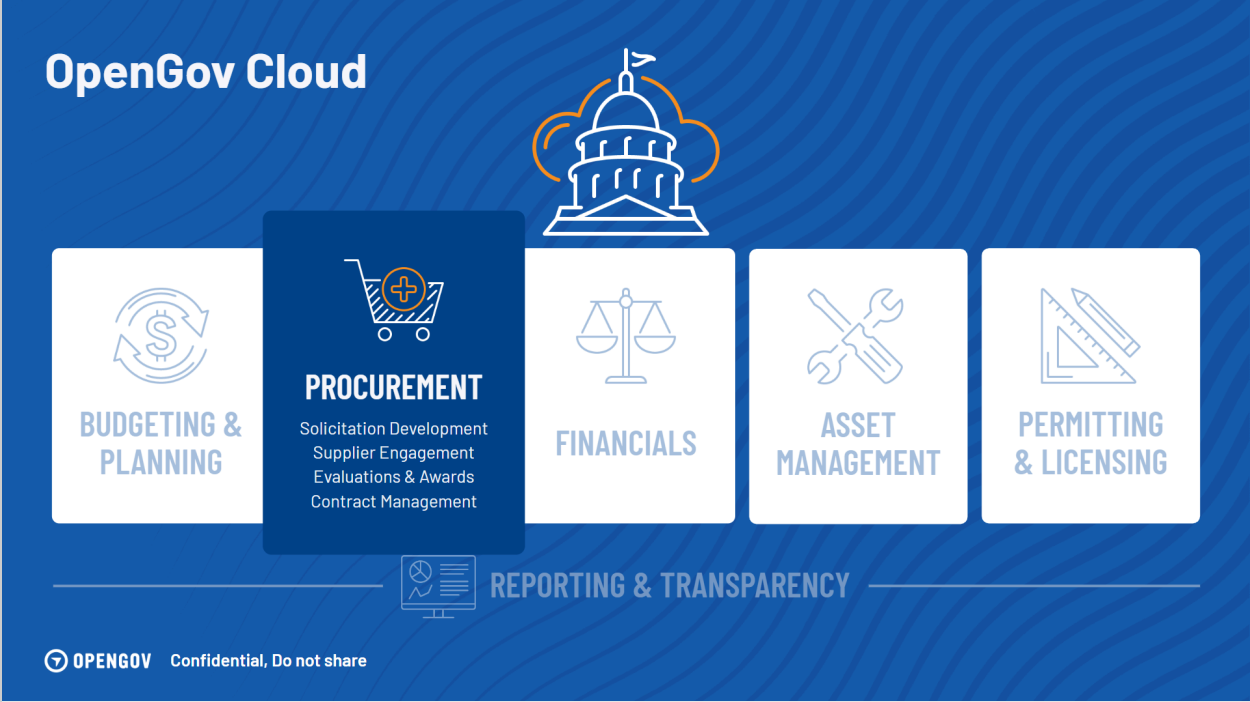 OpenGov Cloud
BUDGETING &
PLANNING
PROCUREMENT
Solicitation Development
Supplier Engagement
Evaluations & Awards
Contract Management
FINANCIALS
ASSET
MANAGEMENT
PERMITTING
& LICENSING
REPORTING & TRANSPARENCY
OPENGOV Confidential, Do not share